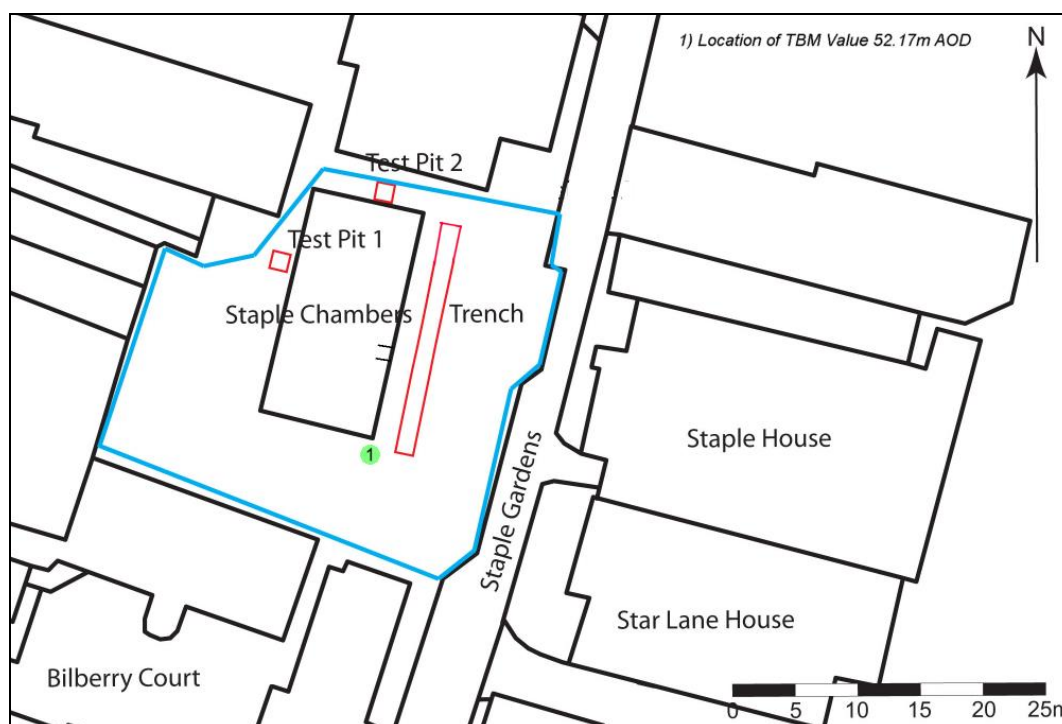 1) Location of TBM Value 52.17m AOD
N
Test Pit 2
Test Pit 1
Staple Chambers
Trench
Staple House
1
Staple Gardens
Star Lane House
Bilberry Court
0 5 10 15 20 25m